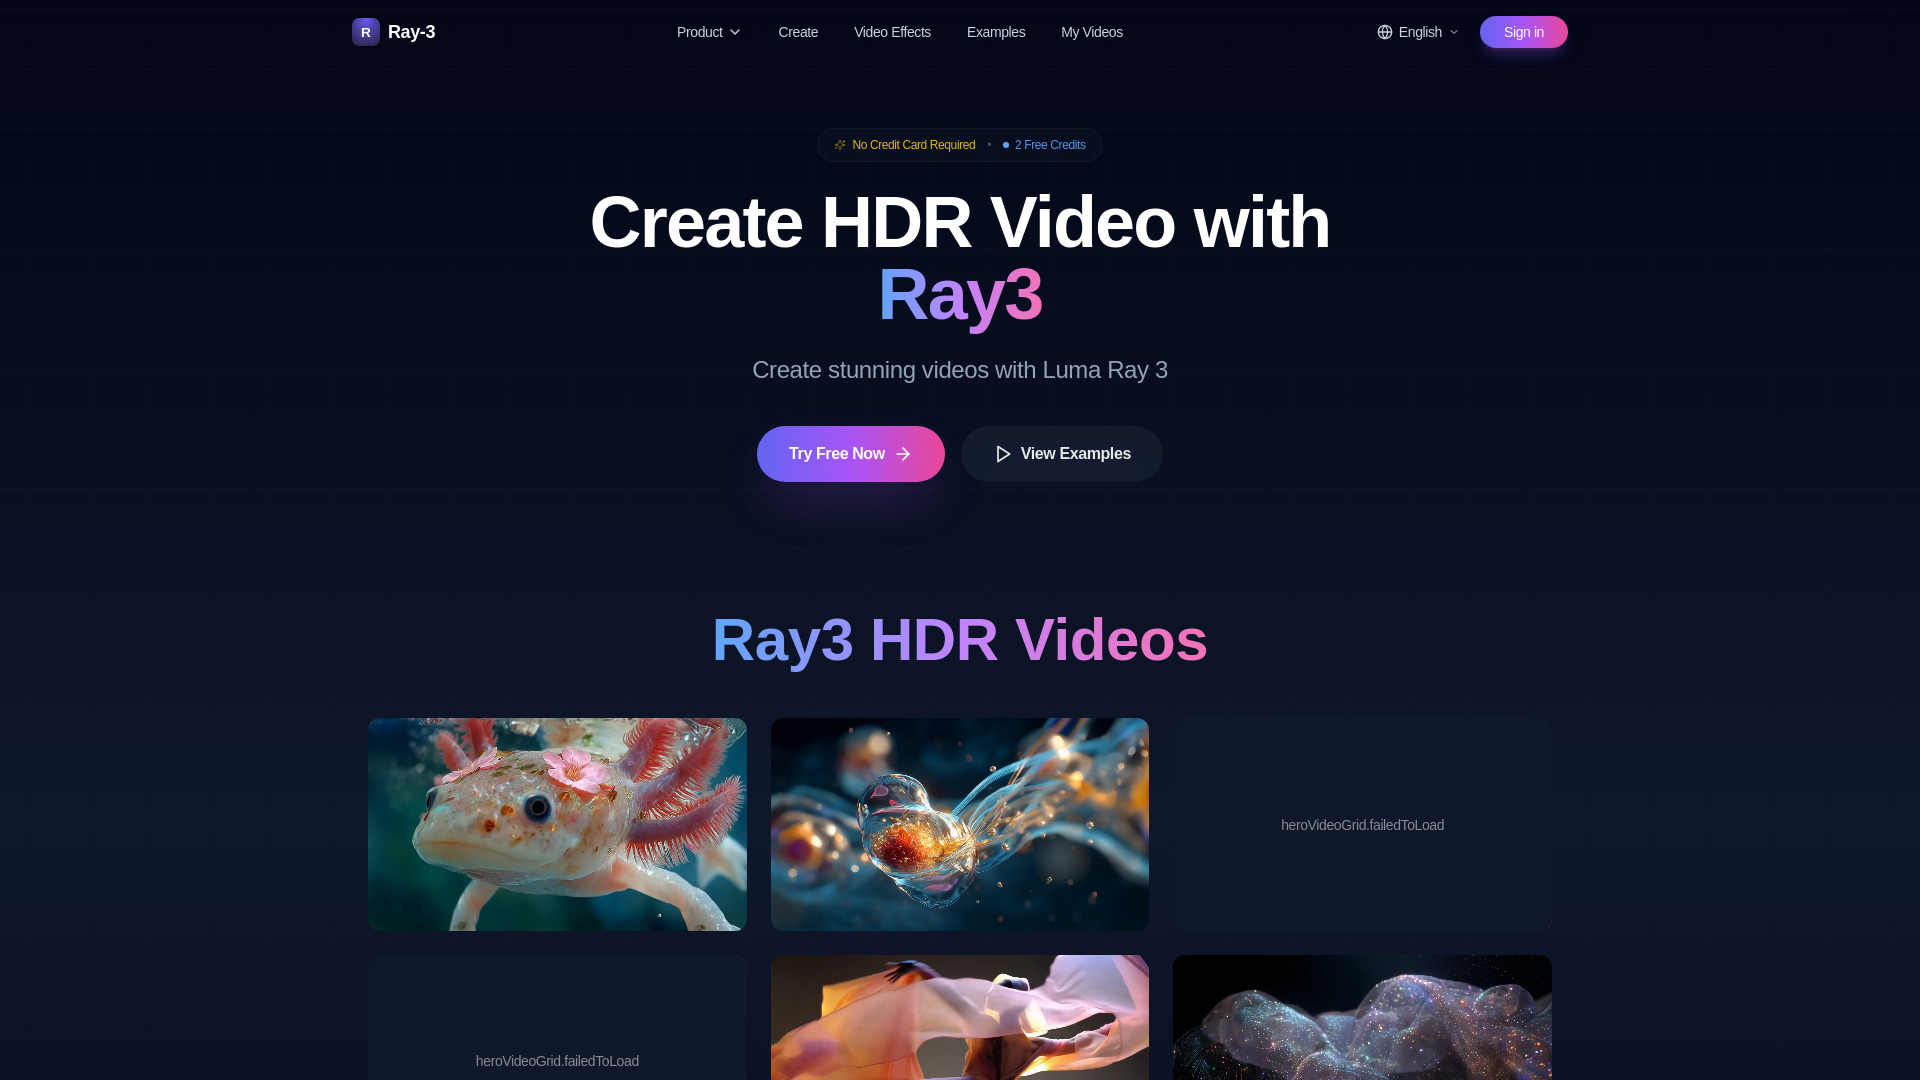 R Ray-3
Product
Create
Video Effects
Examples
My Videos
English
Sign in
No Credit Card Required • 2 Free Credits
Create HDR Video with
Ray3
Create stunning videos with Luma Ray 3
Try Free Now
View Examples
Ray3 HDR Videos
heroVideoGrid.failedToLoad
heroVideoGrid.failedToLoad